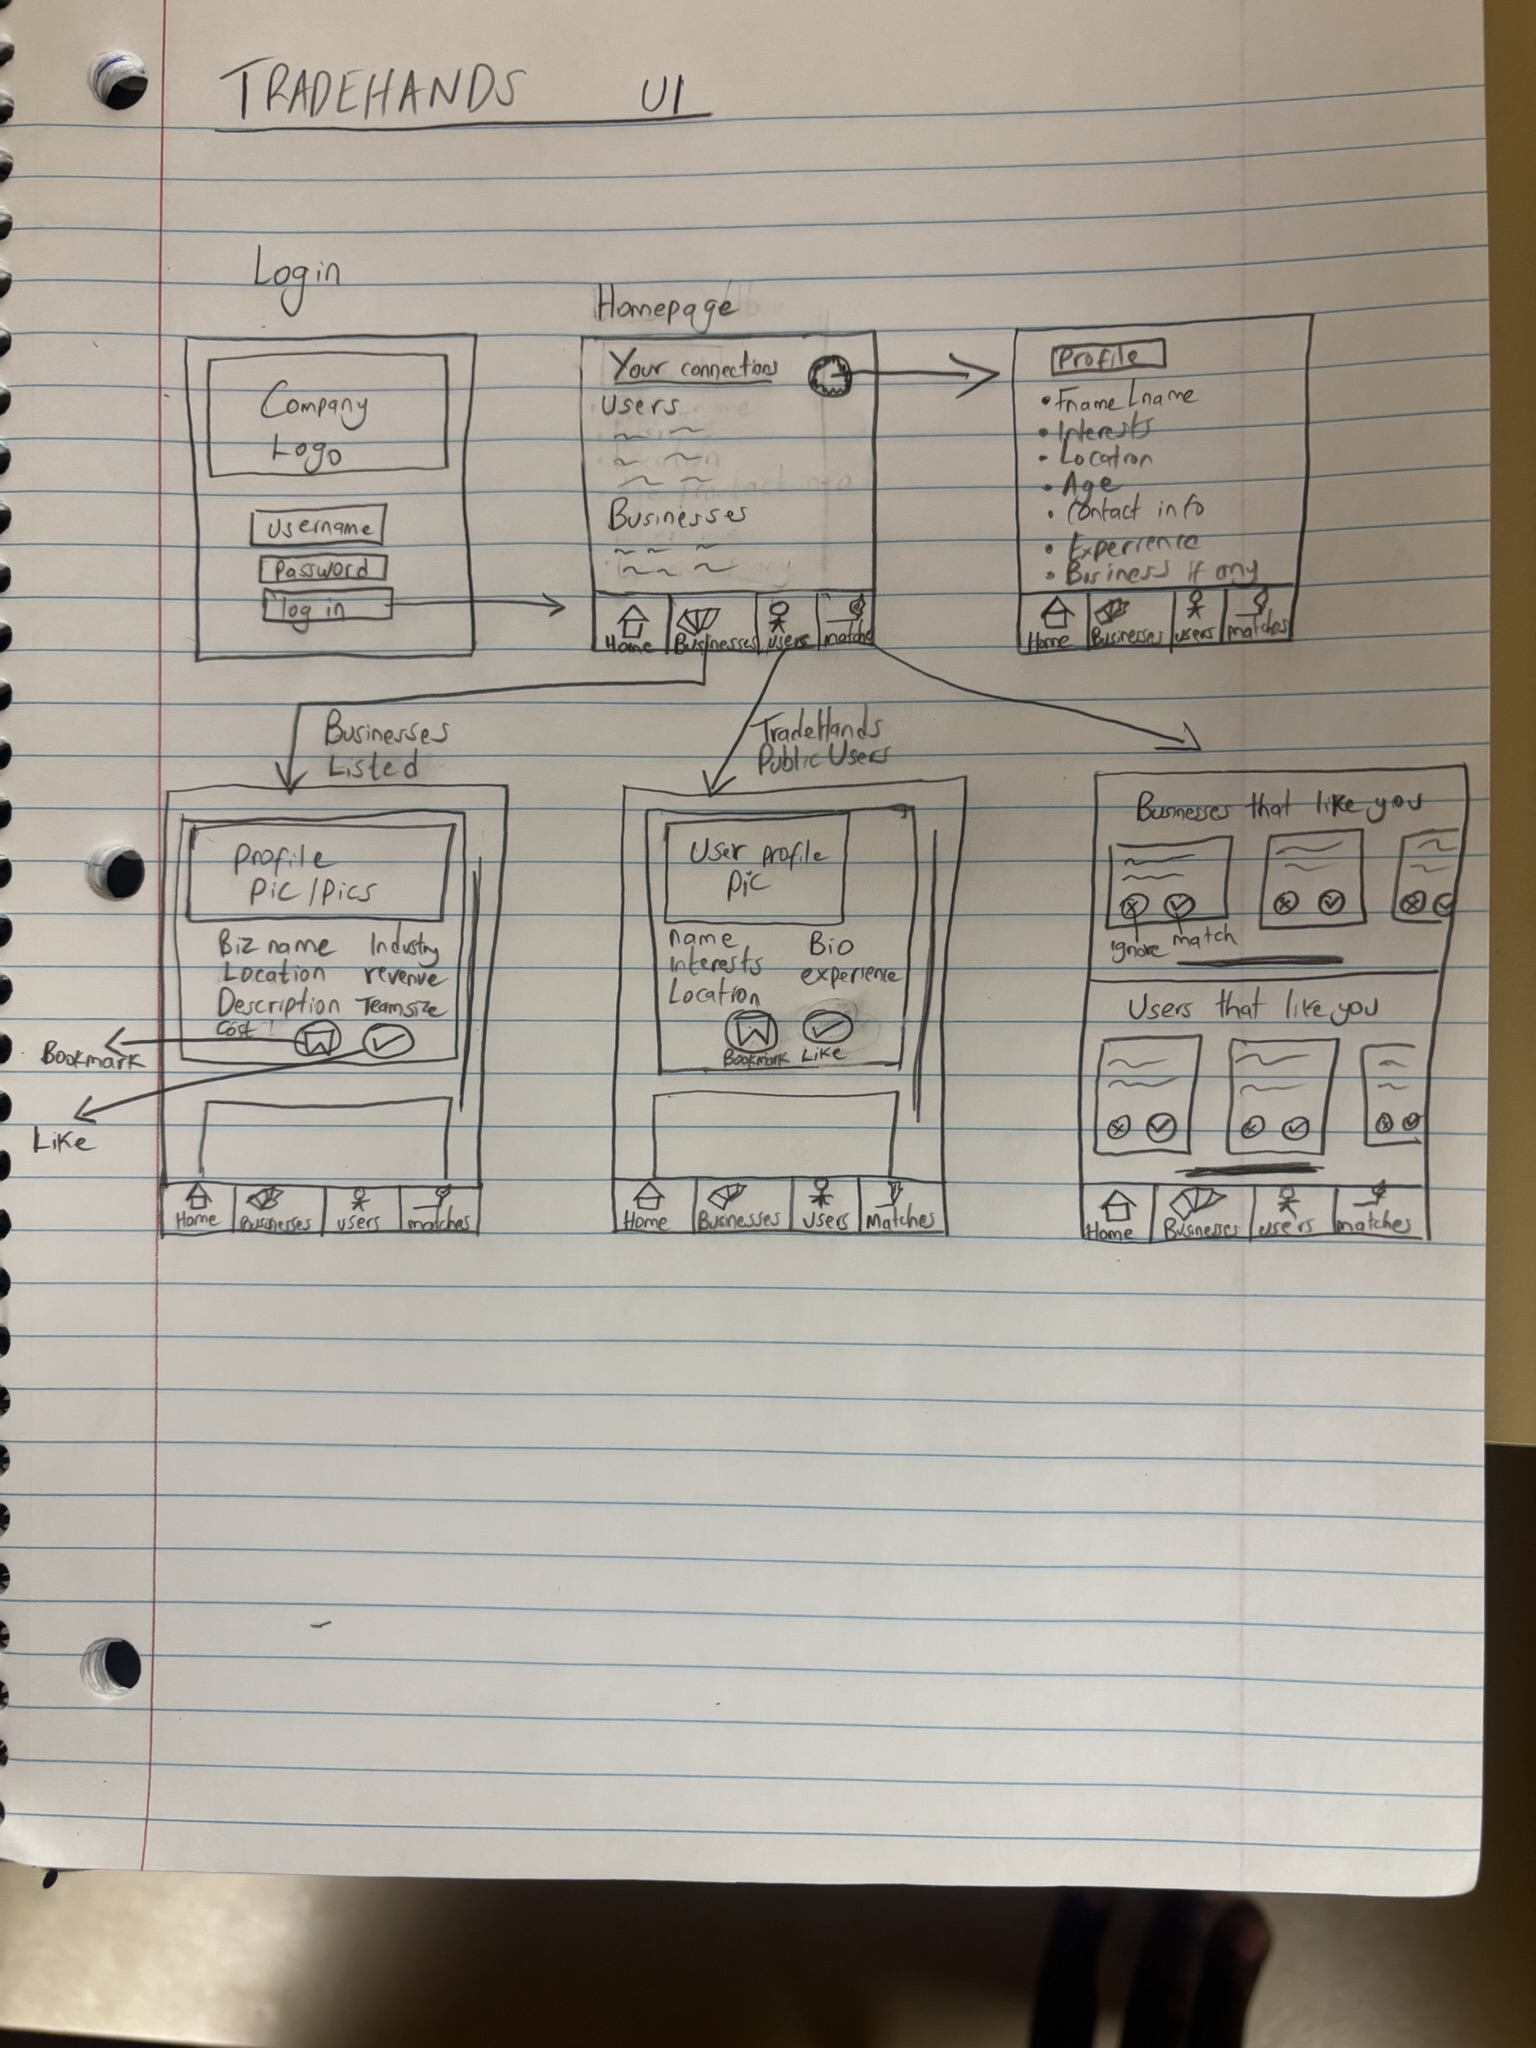 TRADEHANDS UI
Login
Company
Logo
Username
Password
log in
Homepage
Your connections
Users
Businesses
Home Businesses users matche
Profile
• Fname Lname
• Interests
• Location
• Age
• Contact info
• Experience
• Business if any
Home Businesses users matches
Businesses
Listed
Profile
Pic/Pics
Biz name Industry
Location revenue
Description Teamsize
Cost
Bookmark
Like
Home Businesses users matches
TradeHands
Public Users
User profile
pic
name Bio
Interests experience
Location
Bookmark Like
Home Businesses users Matches
Businesses that like you
ignore match
Users that like you
Home Businesses users matches